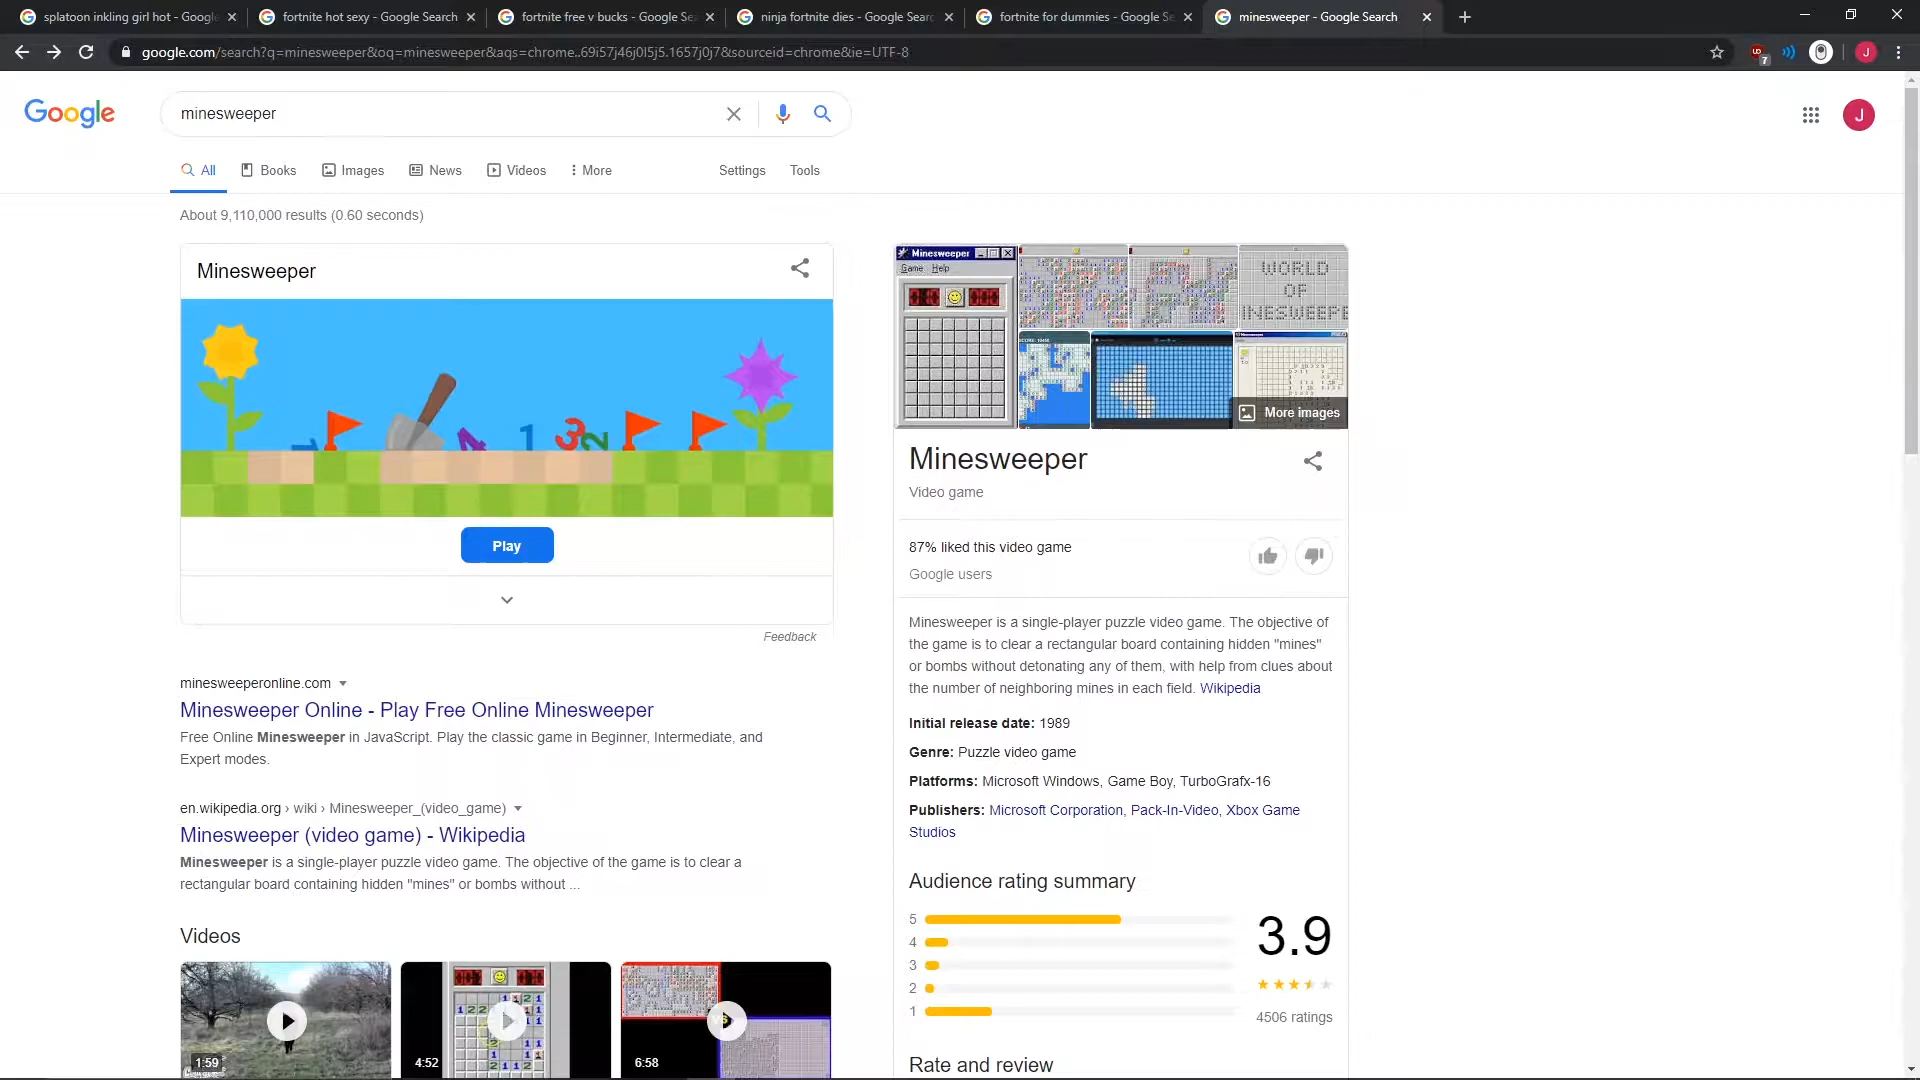 splatoon inkling girl hot - Google
fortnite hot sexy - Google Search
fortnite free v bucks - Google Se
ninja fortnite dies - Google Searc
fortnite for dummies - Google Se
minesweeper - Google Search
google.com/search?q=minesweeper&oq=minesweeper&aqs=chrome..69i57j46j0l5j5.1657j0j7&sourceid=chrome&ie=UTF-8
7
J
Google
minesweeper
J
All
Books
Images
News
Videos
More
Settings
Tools
About 9,110,000 results (0.60 seconds)
Minesweeper
4 1 3 2
Play
Feedback
minesweeperonline.com
Minesweeper Online - Play Free Online Minesweeper
Free Online Minesweeper in JavaScript. Play the classic game in Beginner, Intermediate, and
Expert modes.
en.wikipedia.org › wiki › Minesweeper_(video_game)
Minesweeper (video game) - Wikipedia
Minesweeper is a single-player puzzle video game. The objective of the game is to clear a
rectangular board containing hidden "mines" or bombs without ...
Videos
1:59
4:52
6:58
Minesweeper
Game Help
WORLD
OF
INESWEEPE
More images
Minesweeper
Video game
87% liked this video game
Google users
Minesweeper is a single-player puzzle video game. The objective of
the game is to clear a rectangular board containing hidden "mines"
or bombs without detonating any of them, with help from clues about
the number of neighboring mines in each field. Wikipedia
Initial release date: 1989
Genre: Puzzle video game
Platforms: Microsoft Windows, Game Boy, TurboGrafx-16
Publishers: Microsoft Corporation, Pack-In-Video, Xbox Game
Studios
Audience rating summary
5
4
3
2
1
3.9
4506 ratings
Rate and review